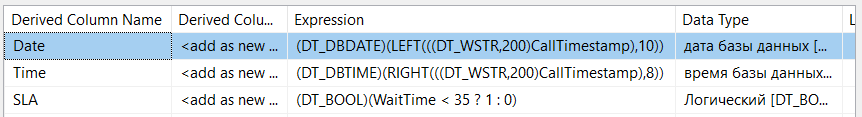 Derived Column Name Derived Colu... Expression Data Type L
Date <add as new ... (DT_DBDATE)(LEFT(((DT_WSTR,200)CallTimestamp),10)) дата базы данных [...
Time <add as new ... (DT_DBTIME)(RIGHT(((DT_WSTR,200)CallTimestamp),8)) время базы данных...
SLA <add as new ... (DT_BOOL)(WaitTime < 35 ? 1 : 0) Логический [DT_BO...